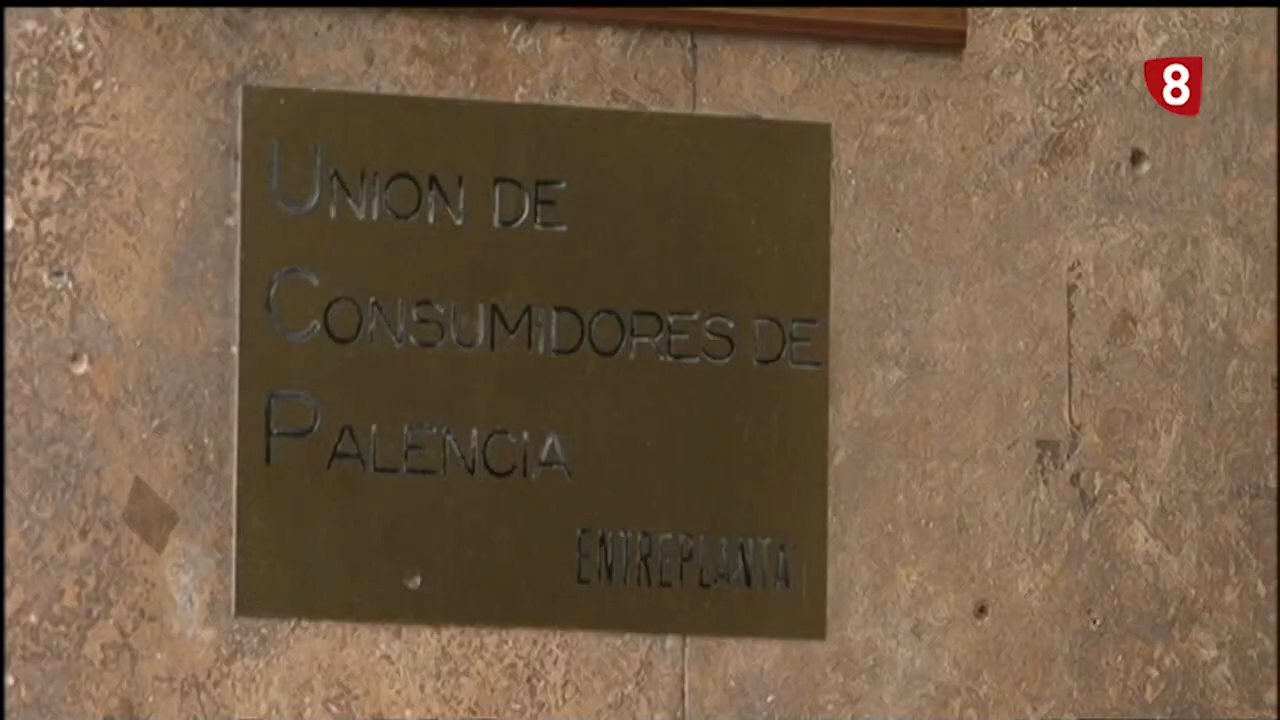 8
UNION DE
CONSUMIDORES DE
PALENCIA
ENTREPLANTA